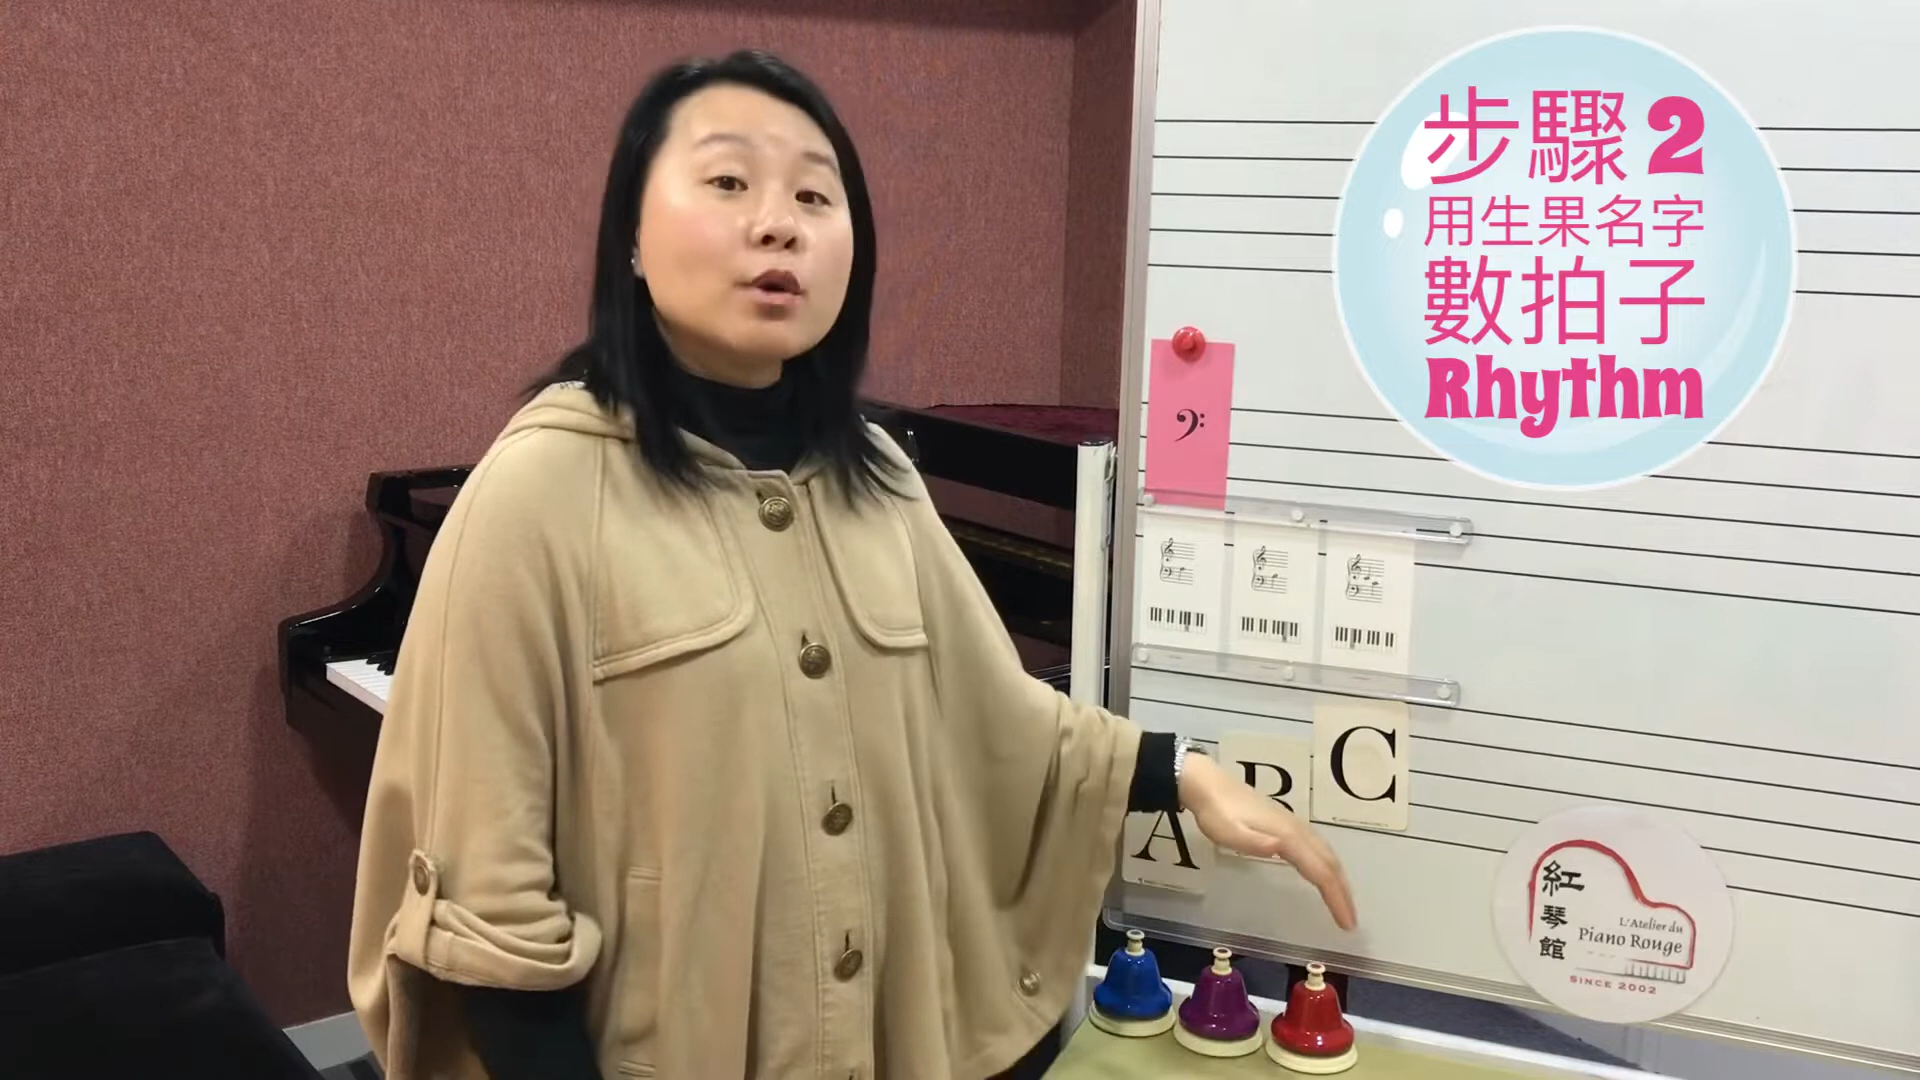 步驟 2
用生果名字
數拍子
Rhythm
A
B
C
紅琴館
L'Atelier du
Piano Rouge
SINCE 2002